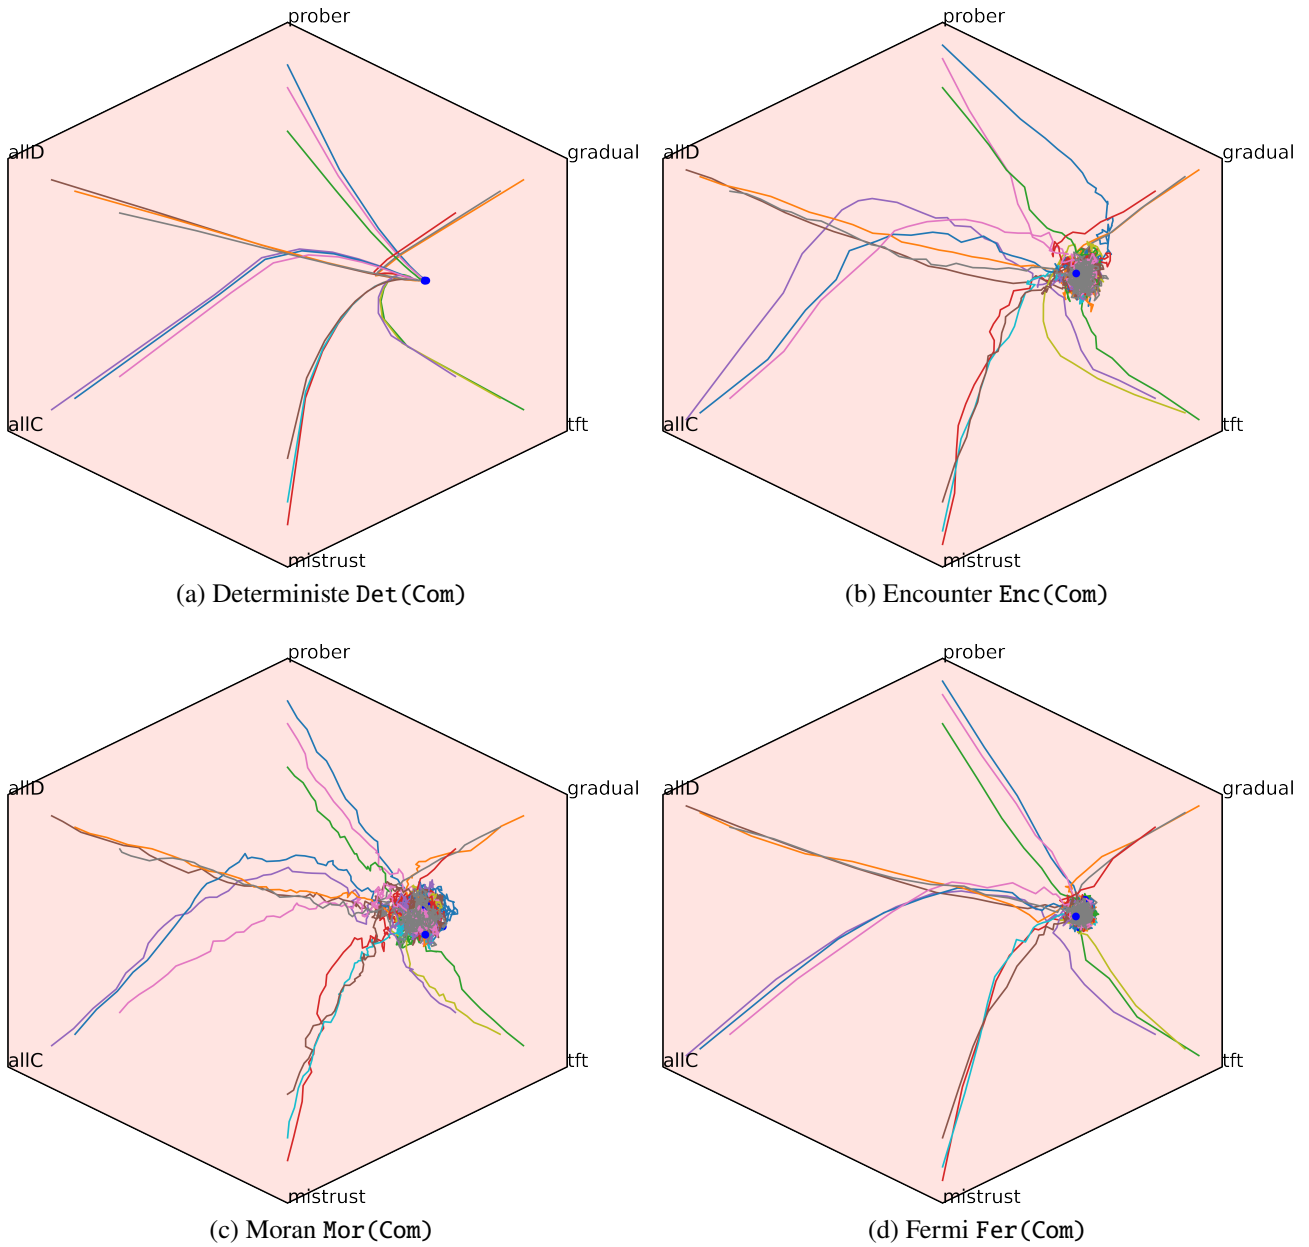 prober
prober
allD
gradual
allD
gradual
allC
tft
allC
tft
mistrust
mistrust
(a) Deterministe Det(Com)
(b) Encounter Enc(Com)
prober
prober
allD
gradual
allD
gradual
allC
tft
allC
tft
mistrust
mistrust
(c) Moran Mor(Com)
(d) Fermi Fer(Com)